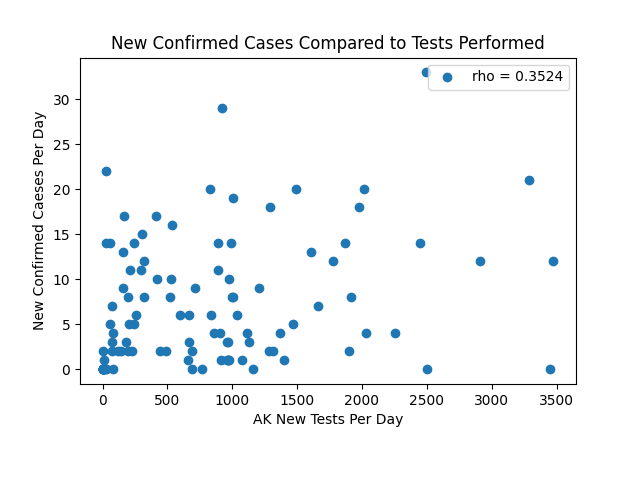 New Confirmed Cases Compared to Tests Performed
rho = 0.3524
New Confirmed Caeses Per Day
30
25
20
15
10
5
0
0 500 1000 1500 2000 2500 3000 3500
AK New Tests Per Day